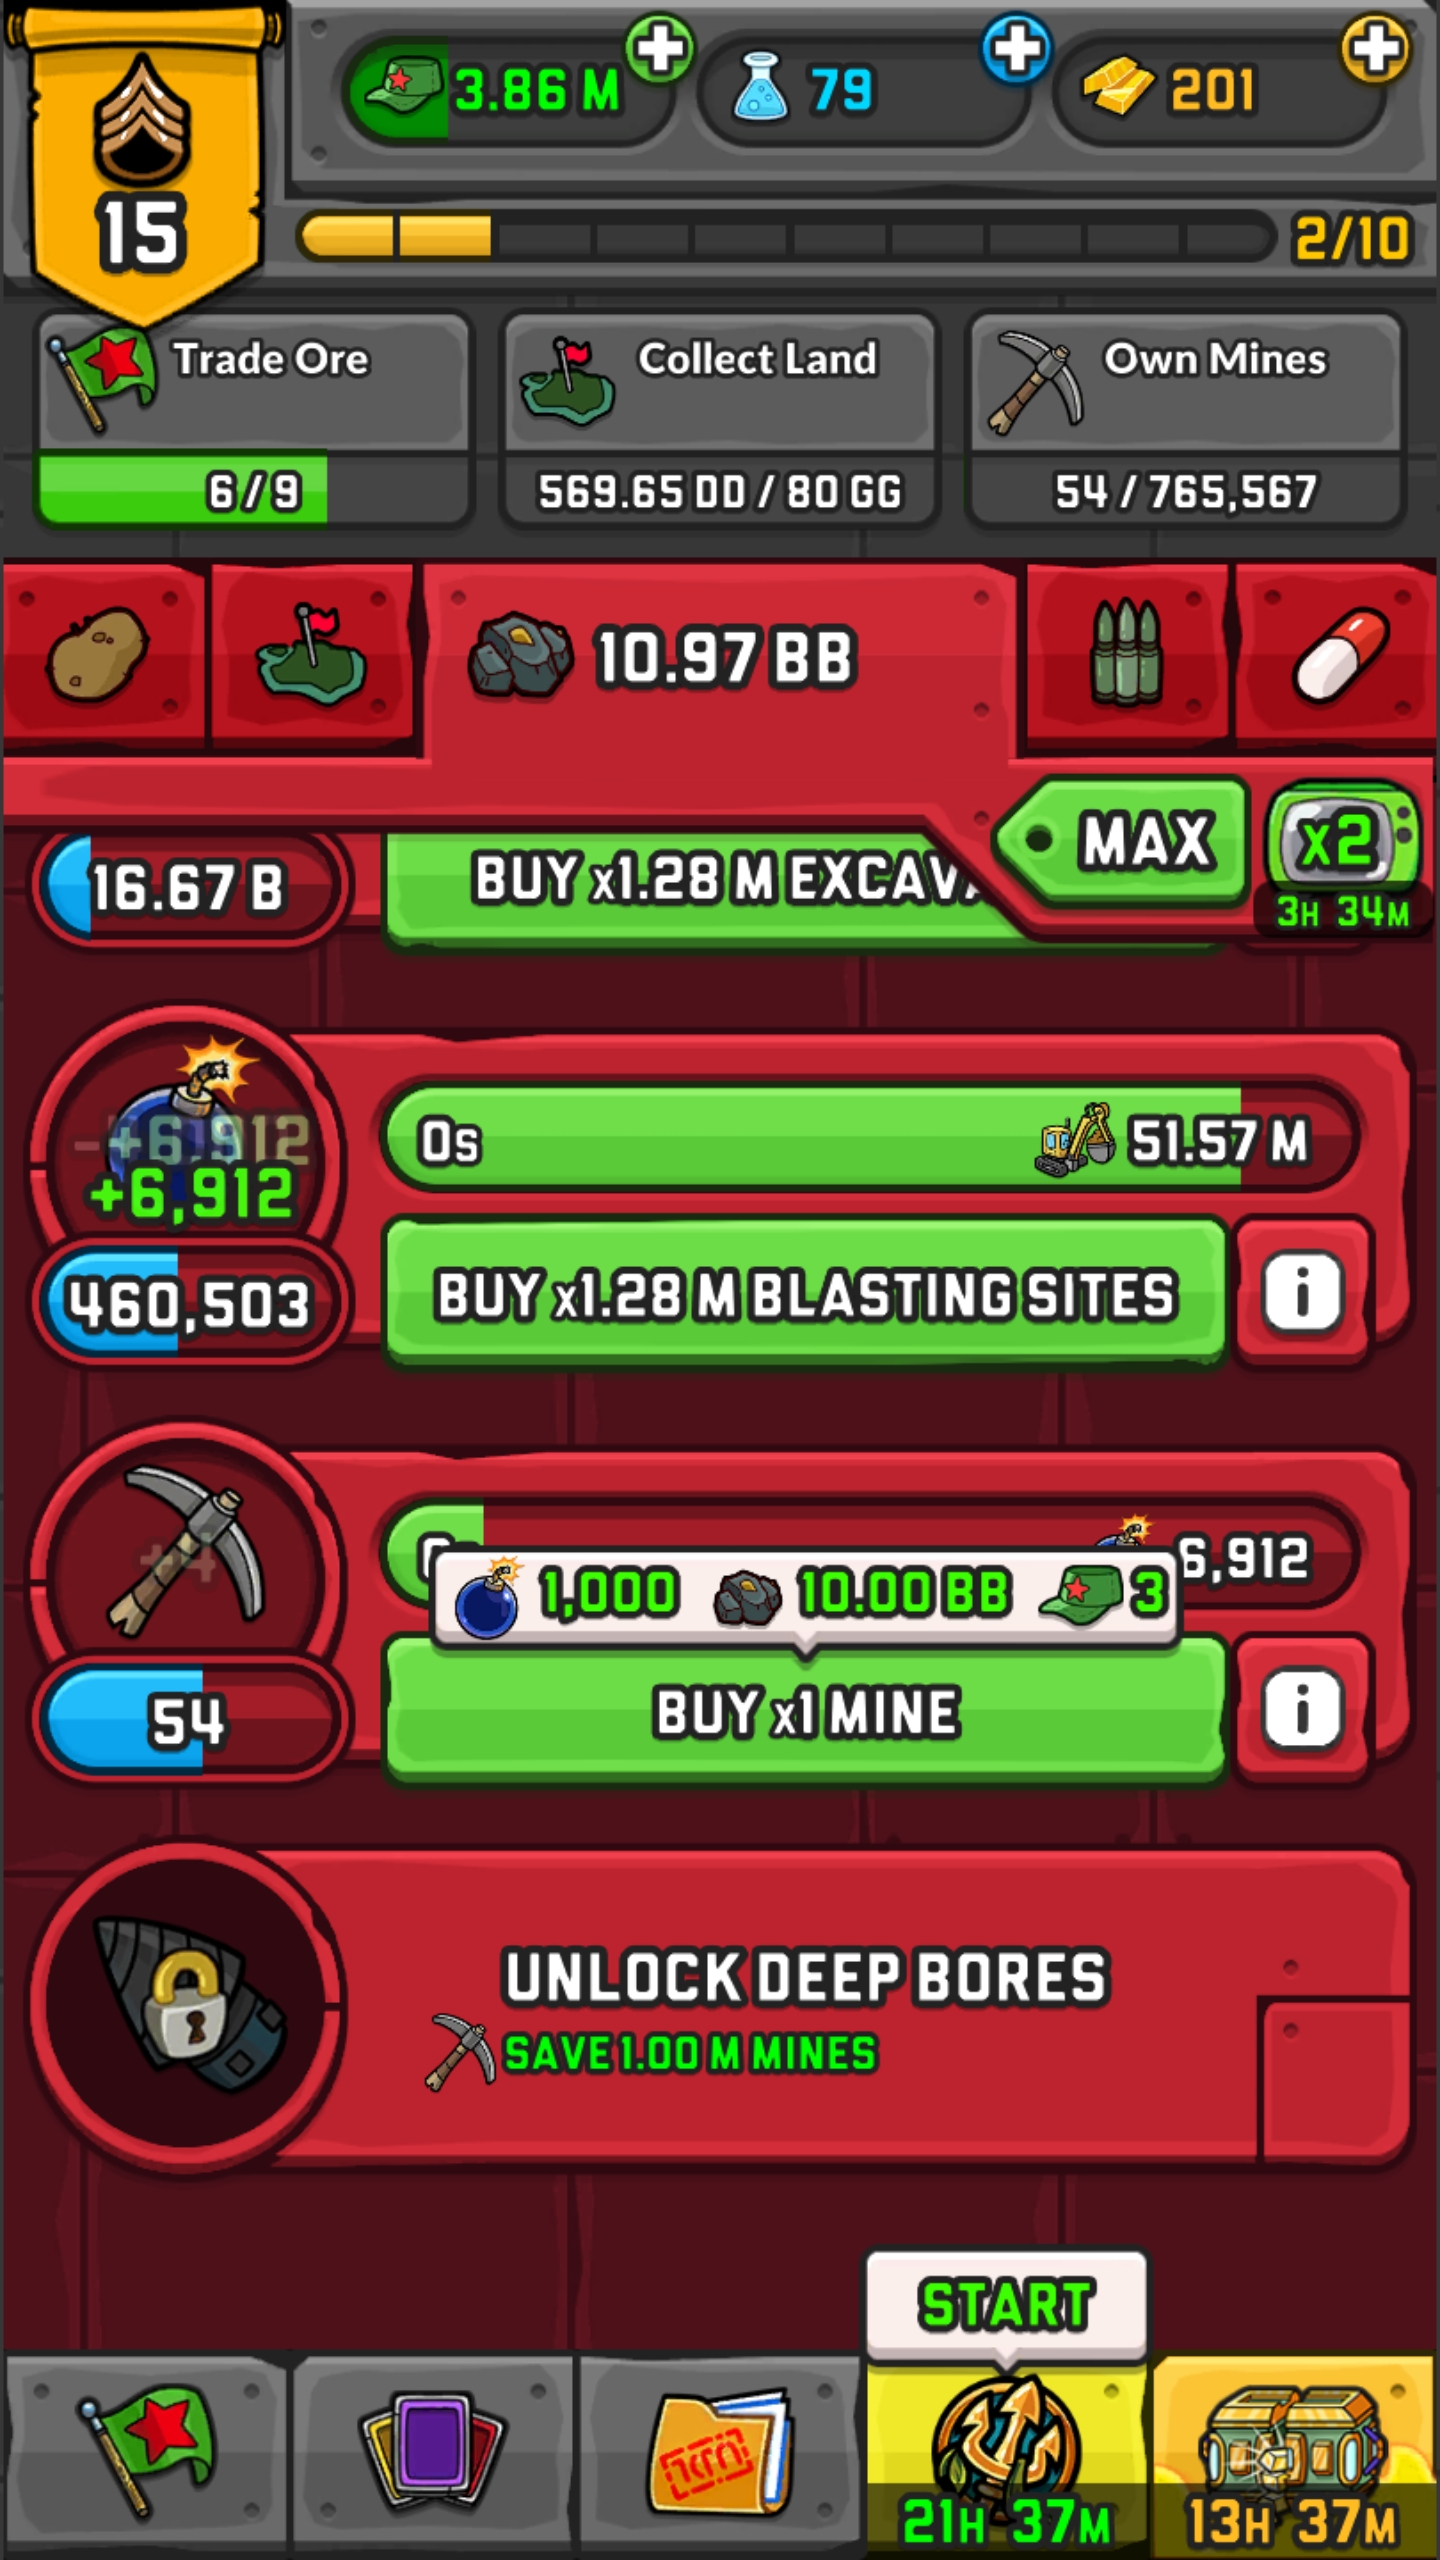 3.86 M
79
201
15
2/10
Trade Ore
Collect Land
Own Mines
6/9
569.65 DD / 80 GG
54 / 765,567
10.97 BB
MAX
x2
3H 34M
16.67 B
BUY x1.28 M
+6,912
+6,912
0s
51.57 M
460,503
BUY x1.28 M BLASTING SITES
i
+4
6,912
1,000
10.00 BB
3
54
BUY x1 MINE
i
UNLOCK DEEP BORES
SAVE 1.00 M MINES
START
21H 37M
13H 37M